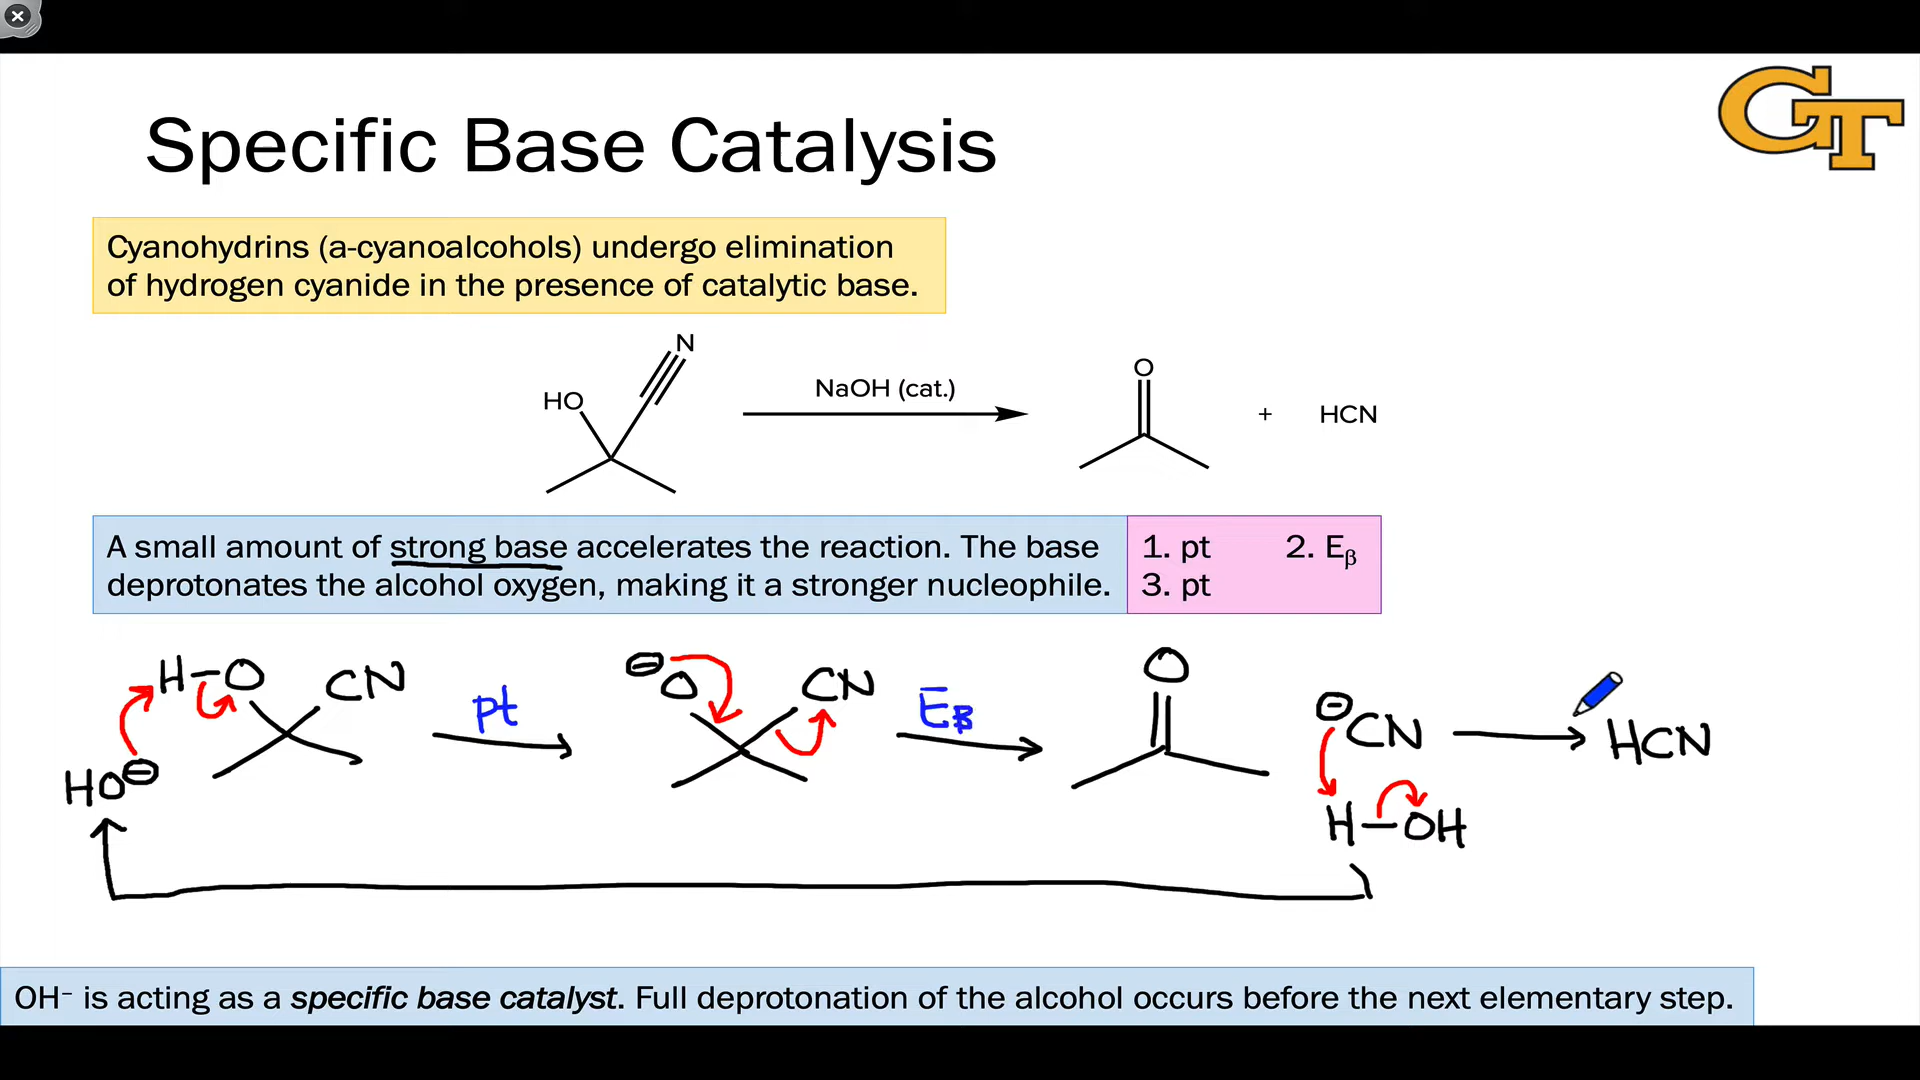 GT
Specific Base Catalysis
Cyanohydrins (a-cyanoalcohols) undergo elimination
of hydrogen cyanide in the presence of catalytic base.
N
HO
NaOH (cat.)
O
+
HCN
A small amount of strong base accelerates the reaction. The base
deprotonates the alcohol oxygen, making it a stronger nucleophile.
1. pt 2. Eβ
3. pt
H-O
CN
HO⊖
pt
⊖
O
CN
Eβ
O
⊖
CN
H-OH
HCN
OH⁻ is acting as a specific base catalyst. Full deprotonation of the alcohol occurs before the next elementary step.